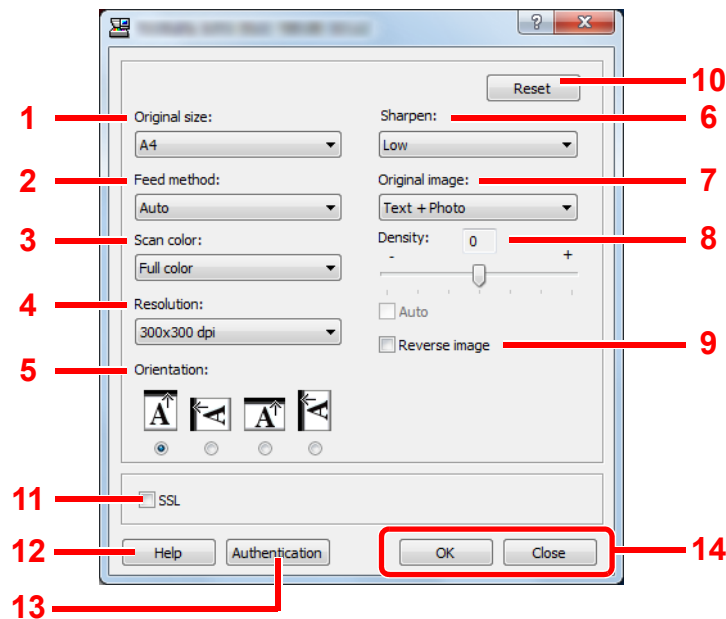 ?
X
10
Reset
1
Original size:
Sharpen:
6
A4
Low
2
Feed method:
Original image:
7
Auto
Text + Photo
3
Scan color:
Density:
0
8
- +
Full color
4
Resolution:
Auto
300x300 dpi
Reverse image
9
5
Orientation:
A A A A
11
SSL
12
Help
Authentication
OK
Close
14
13